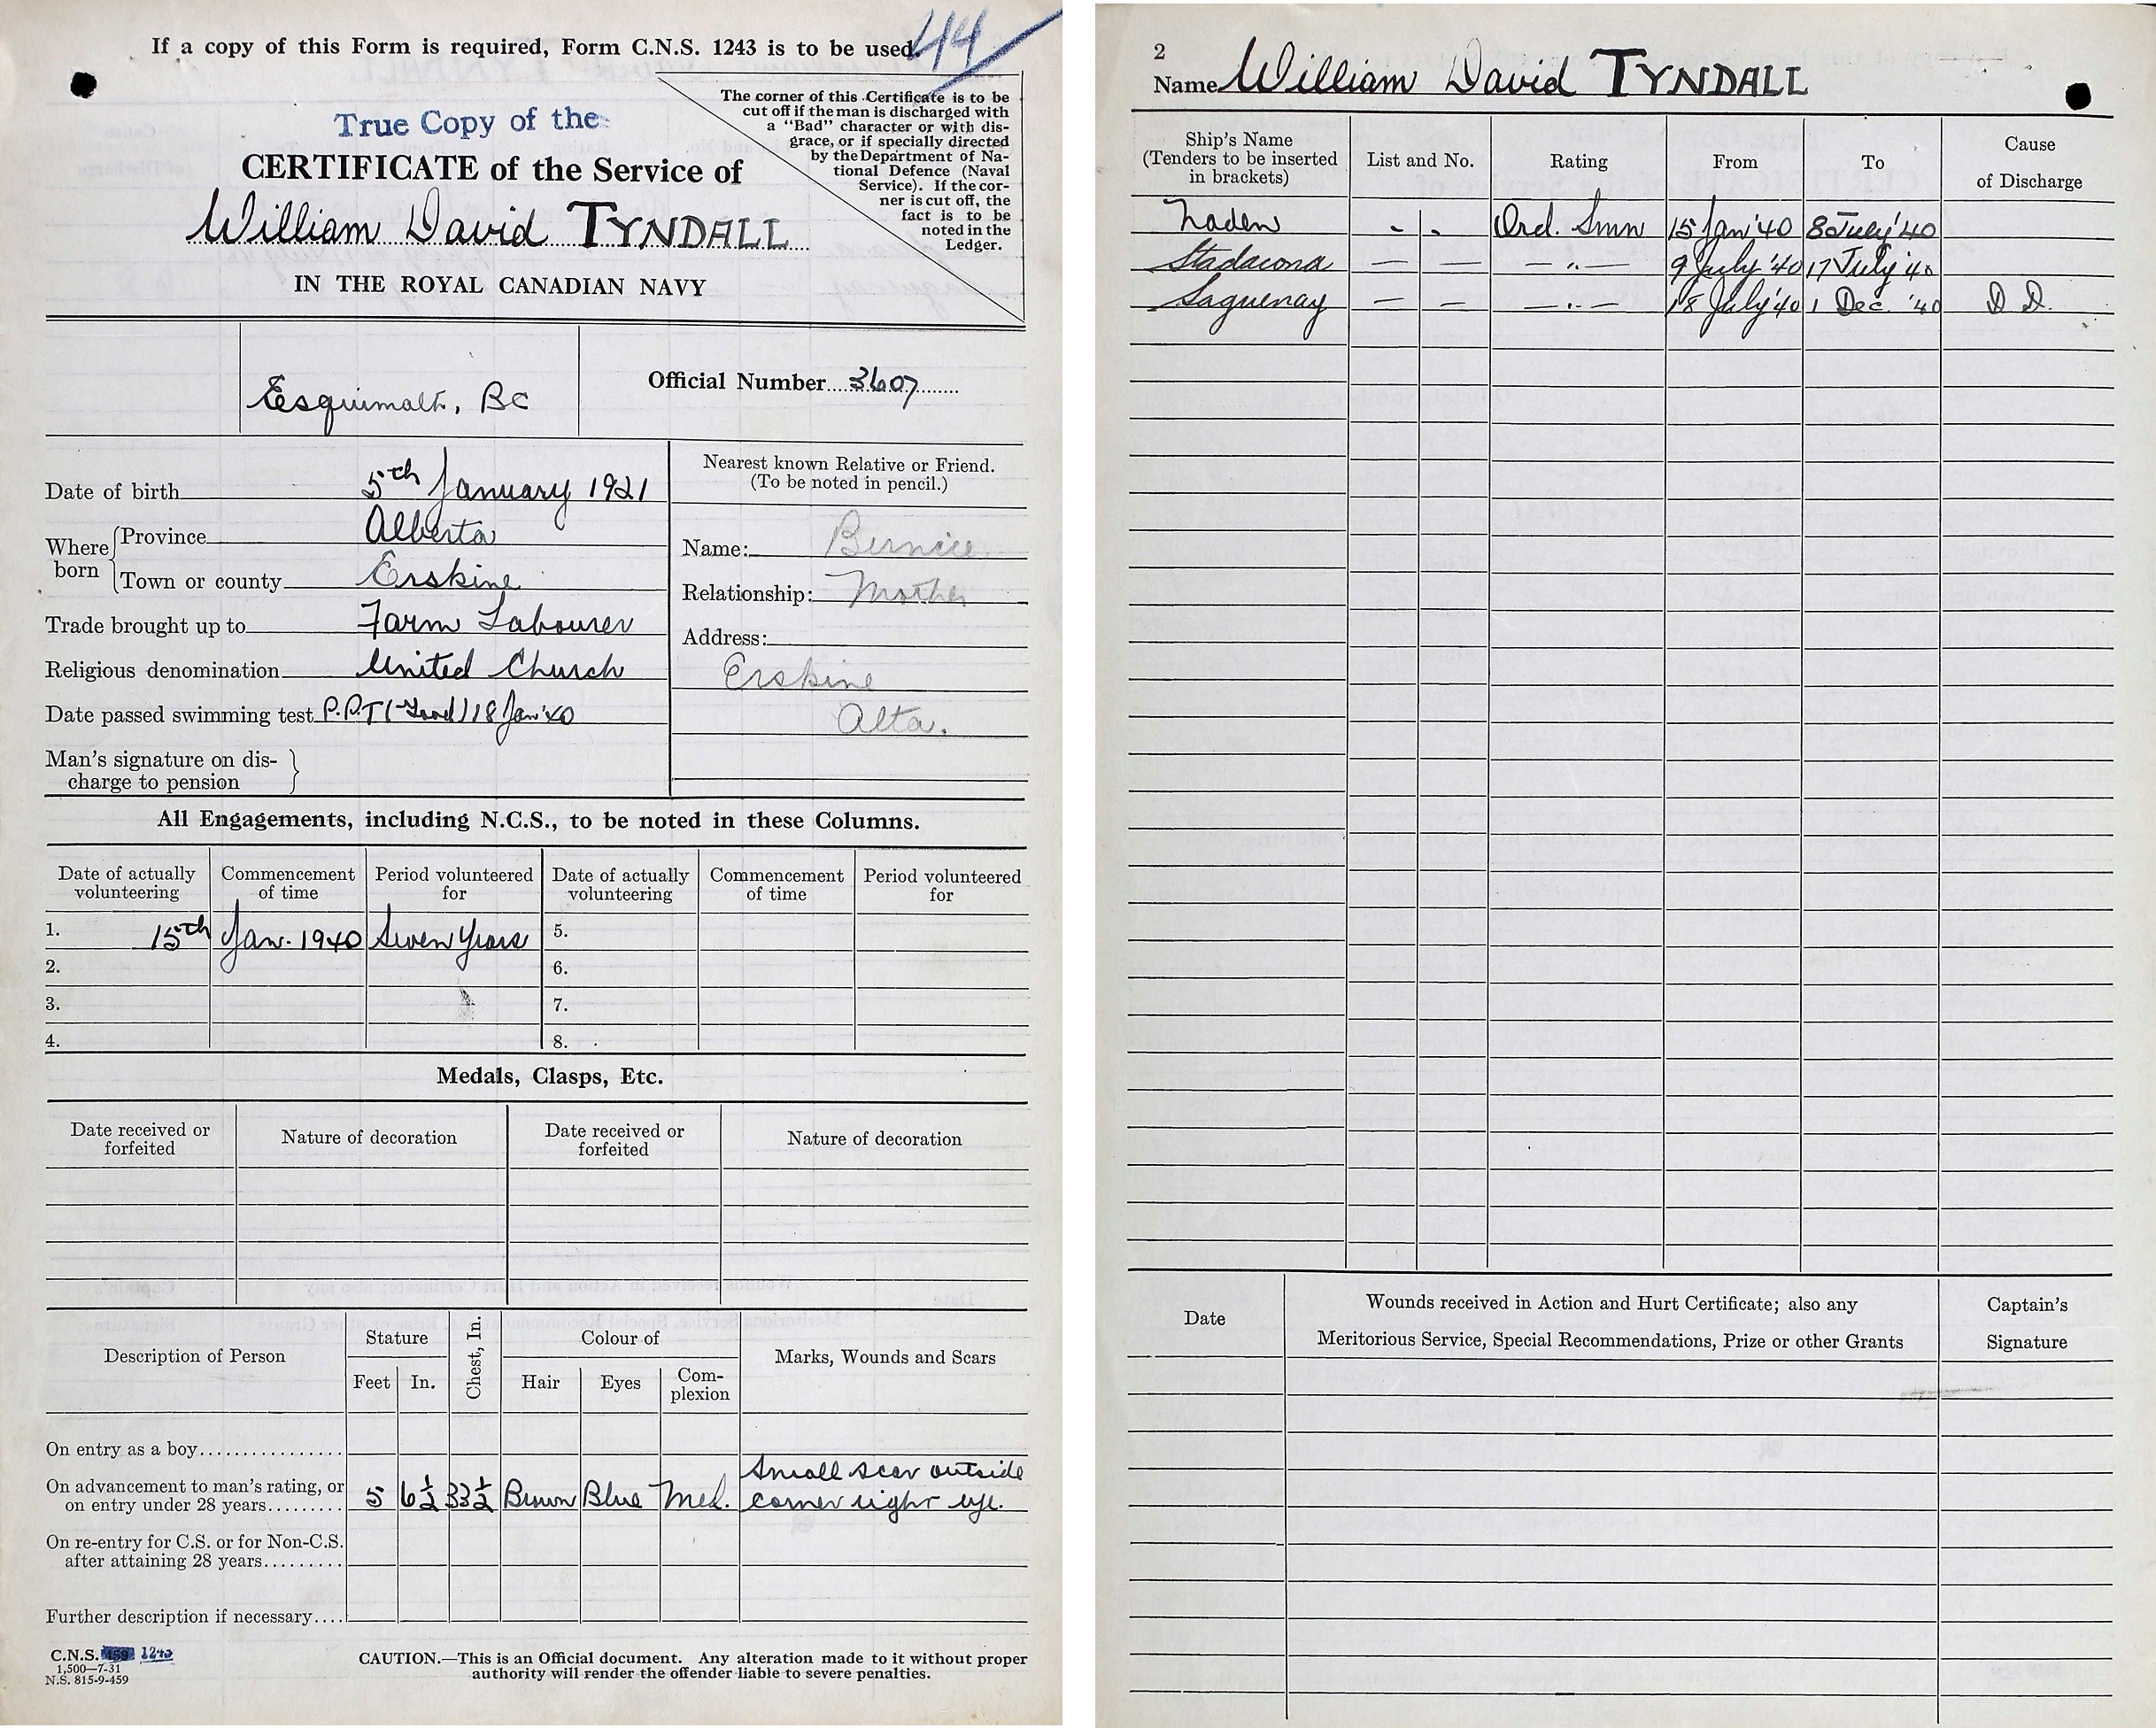 If a copy of this Form is required, Form C.N.S. 1243 is to be used.
44
The corner of this Certificate is to be
cut off if the man is discharged with
a "Bad" character or with dis-
grace, or if specially directed
by the Department of Na-
tional Defence (Naval
Service). If the cor-
ner is cut off, the
fact is to be
noted in the
Ledger.
True Copy of the
CERTIFICATE of the Service of
William David TYNDALL
IN THE ROYAL CANADIAN NAVY
Esquimalt, BC
Official Number 3607
Date of birth 5th January 1921
Where born
Province Alberta
Town or county Erskine
Trade brought up to Farm Labourer
Religious denomination United Church
Date passed swimming test P.P.T (Good) 18 Jan '40
Man's signature on dis-
charge to pension
Nearest known Relative or Friend.
(To be noted in pencil.)
Name: Bernice
Relationship: Mother
Address:
Erskine
Alta.
All Engagements, including N.C.S., to be noted in these Columns.
Date of actually volunteering Commencement of time Period volunteered for Date of actually volunteering Commencement of time Period volunteered for
1. 15th Jan. 1940 Seven Years 5.
2. 6.
3. 7.
4. 8.
Medals, Clasps, Etc.
Date received or forfeited Nature of decoration Date received or forfeited Nature of decoration
Description of Person Stature Chest, In. Colour of Marks, Wounds and Scars
Feet In. Hair Eyes Com-plexion
On entry as a boy
On advancement to man's rating, or
on entry under 28 years 5 6½ 33½ Brown Blue Med. Small scar outside
corner right eye.
On re-entry for C.S. or for Non-C.S.
after attaining 28 years
Further description if necessary
C.N.S. 459 1243
1,500—7-31
N.S. 815-9-459
CAUTION.—This is an Official document. Any alteration made to it without proper
authority will render the offender liable to severe penalties.
2
Name William David TYNDALL
Ship's Name
(Tenders to be inserted
in brackets)
List and No. Rating From To Cause of Discharge
Naden - - Ord. Smn 15 Jan '40 8 July '40
Stadacona — — —"— 9 July '40 17 July '40
Saguenay — — —"— 18 July '40 1 Dec. '40 D D.
Date
Wounds received in Action and Hurt Certificate; also any
Meritorious Service, Special Recommendations, Prize or other Grants
Captain's
Signature